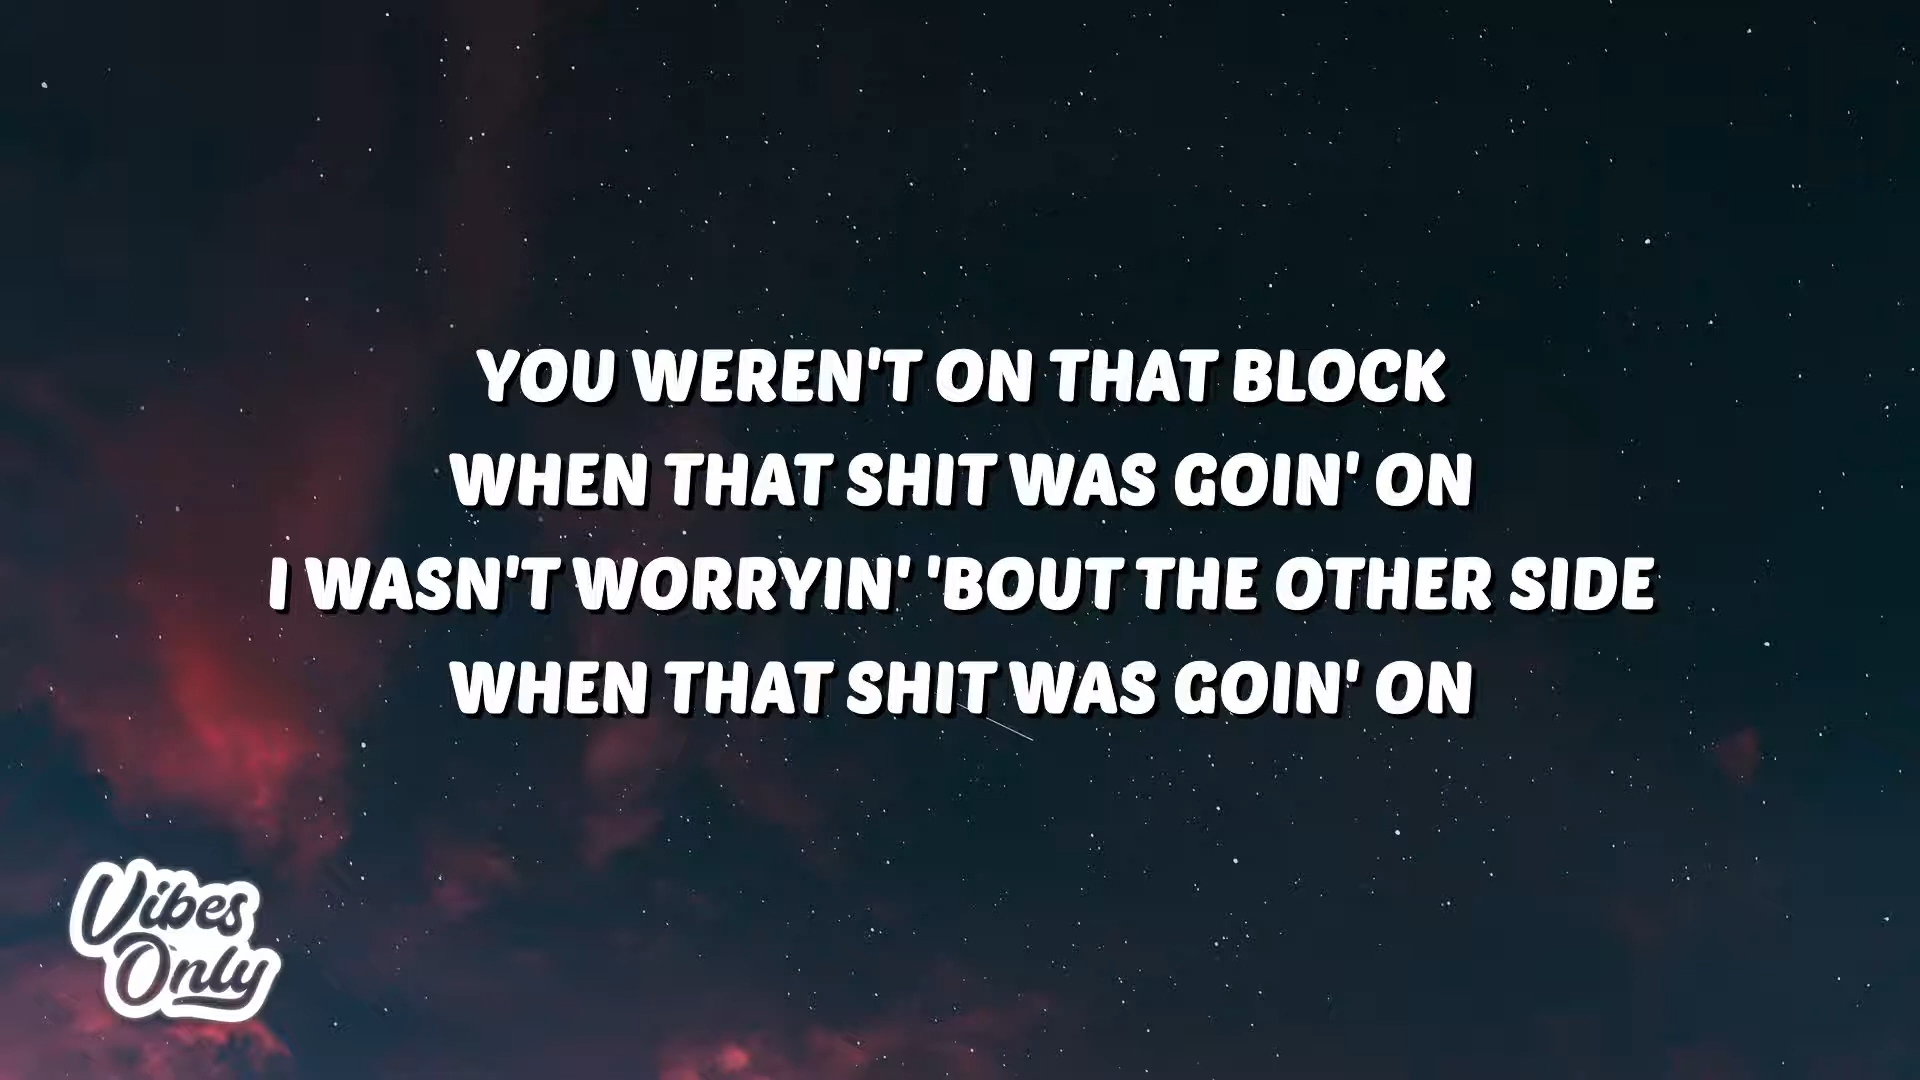 YOU WEREN'T ON THAT BLOCK
WHEN THAT SHIT WAS GOIN' ON
I WASN'T WORRYIN' 'BOUT THE OTHER SIDE
WHEN THAT SHIT WAS GOIN' ON
Vibes
Only